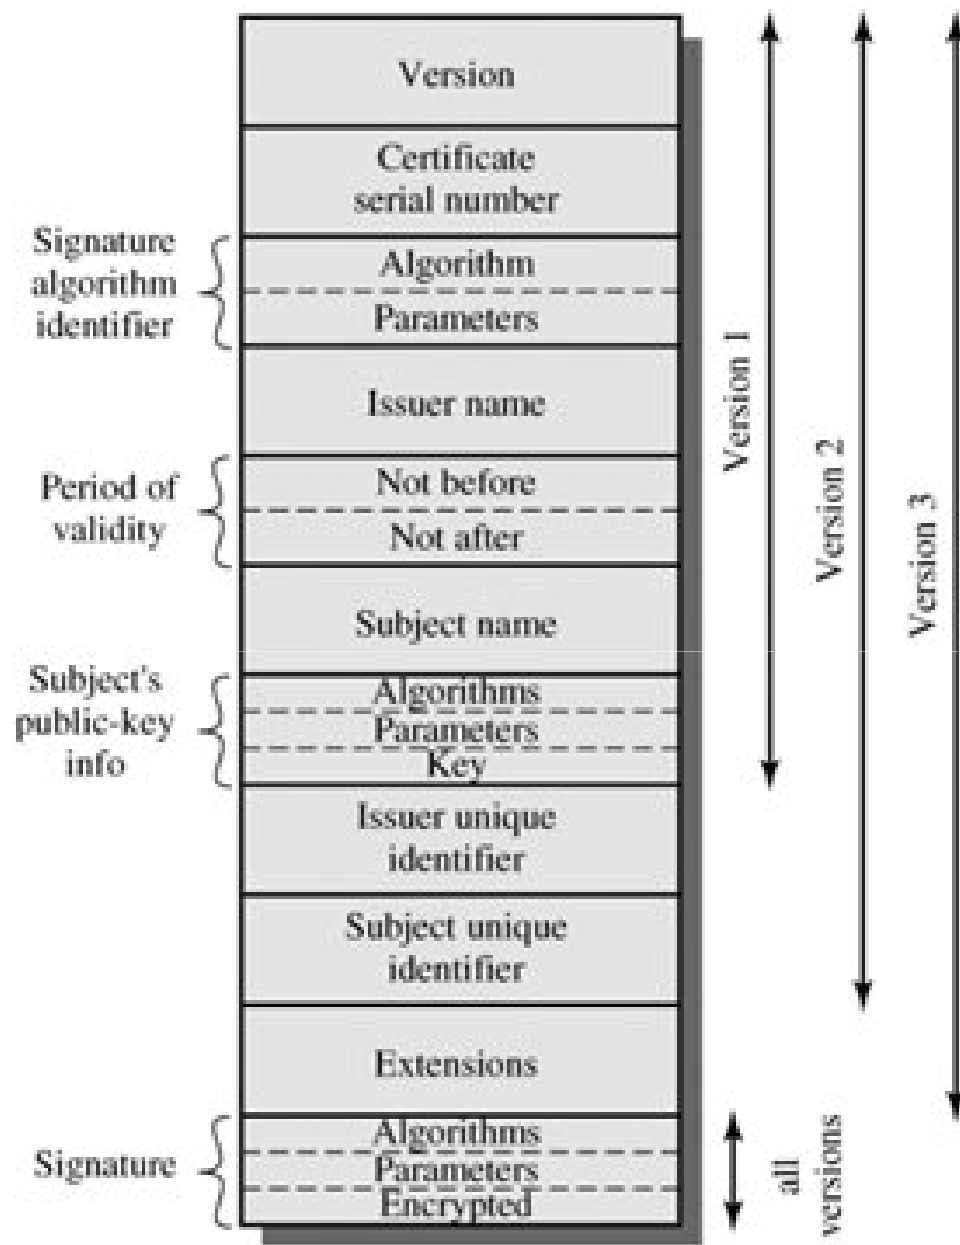 Version
Certificate
serial number
Signature
algorithm
identifier
Algorithm
Parameters
Issuer name
Period of
validity
Not before
Not after
Subject name
Subject's
public-key
info
Algorithms
Parameters
Key
Issuer unique
identifier
Subject unique
identifier
Extensions
Signature
Algorithms
Parameters
Encrypted
Version 1
Version 2
Version 3
all
versions